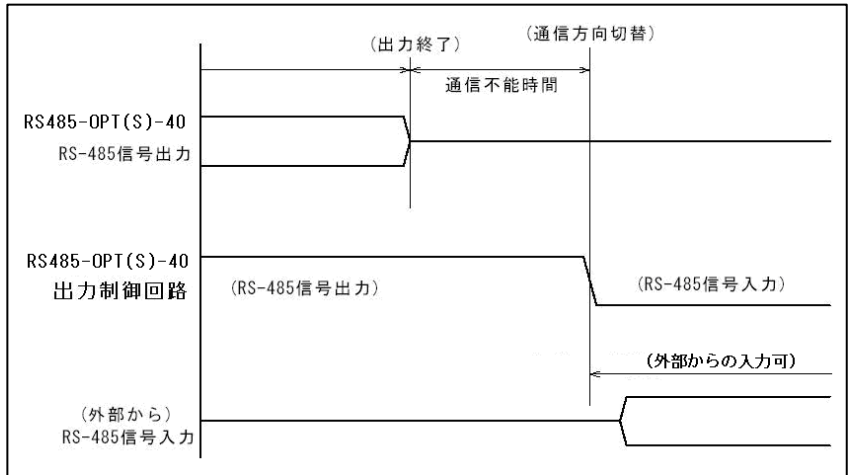 (出力終了)
(通信方向切替)
通信不能時間
RS485-OPT(S)-40
RS-485信号出力
RS485-OPT(S)-40
出力制御回路
(RS-485信号出力)
(RS-485信号入力)
(外部からの入力可)
(外部から)
RS-485信号入力